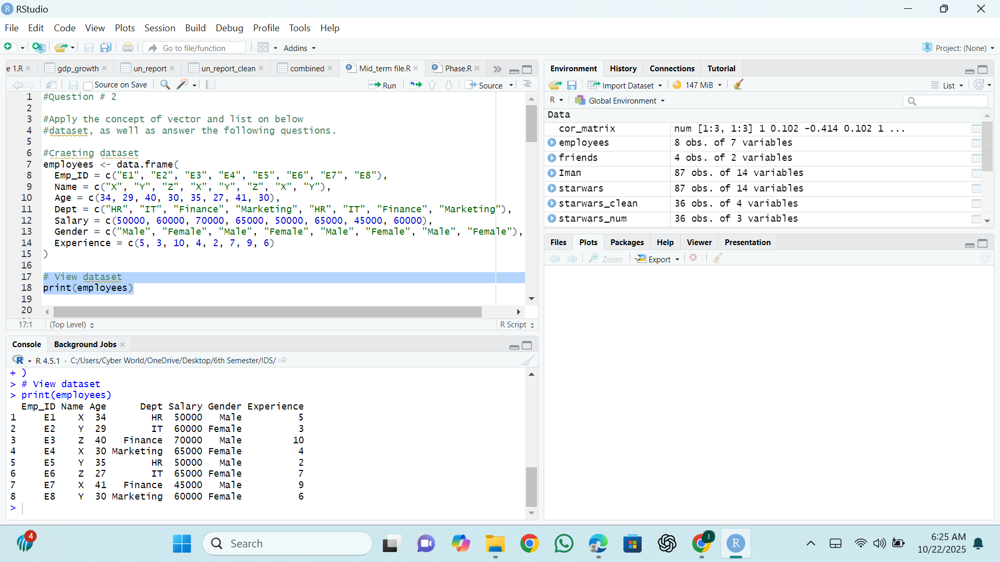 RStudio
File Edit Code View Plots Session Build Debug Profile Tools Help
Go to file/function Addins Project: (None)
e 1.R gdp_growth un_report un_report_clean combined Mid_term file.R Phase.R
Source on Save Run Source
1 #Question # 2
2
3 #Apply the concept of vector and list on below
4 #dataset, as well as answer the following questions.
5
6 #Craeting dataset
7 employees <- data.frame(
8 Emp_ID = c("E1", "E2", "E3", "E4", "E5", "E6", "E7", "E8"),
9 Name = c("X", "Y", "Z", "X", "Y", "Z", "X", "Y"),
10 Age = c(34, 29, 40, 30, 35, 27, 41, 30),
11 Dept = c("HR", "IT", "Finance", "Marketing", "HR", "IT", "Finance", "Marketing"),
12 Salary = c(50000, 60000, 70000, 65000, 50000, 65000, 45000, 60000),
13 Gender = c("Male", "Female", "Male", "Female", "Male", "Female", "Male", "Female"),
14 Experience = c(5, 3, 10, 4, 2, 7, 9, 6)
15 )
16
17 # View dataset
18 print(employees)
19
20
17:1 (Top Level) R Script
Console Background Jobs
R R 4.5.1 · C:/Users/Cyber World/OneDrive/Desktop/6th Semester/IDS/
+ )
> # View dataset
> print(employees)
Emp_ID Name Age Dept Salary Gender Experience
1 E1 X 34 HR 50000 Male 5
2 E2 Y 29 IT 60000 Female 3
3 E3 Z 40 Finance 70000 Male 10
4 E4 X 30 Marketing 65000 Female 4
5 E5 Y 35 HR 50000 Male 2
6 E6 Z 27 IT 65000 Female 7
7 E7 X 41 Finance 45000 Male 9
8 E8 Y 30 Marketing 60000 Female 6
>
Environment History Connections Tutorial
Import Dataset 147 MiB List
R Global Environment
Data
cor_matrix num [1:3, 1:3] 1 0.102 -0.414 0.102 1 ...
employees 8 obs. of 7 variables
friends 4 obs. of 2 variables
Iman 87 obs. of 14 variables
starwars 87 obs. of 14 variables
starwars_clean 36 obs. of 4 variables
starwars_num 36 obs. of 3 variables
Files Plots Packages Help Viewer Presentation
Zoom Export
4
Search
6:25 AM
10/22/2025